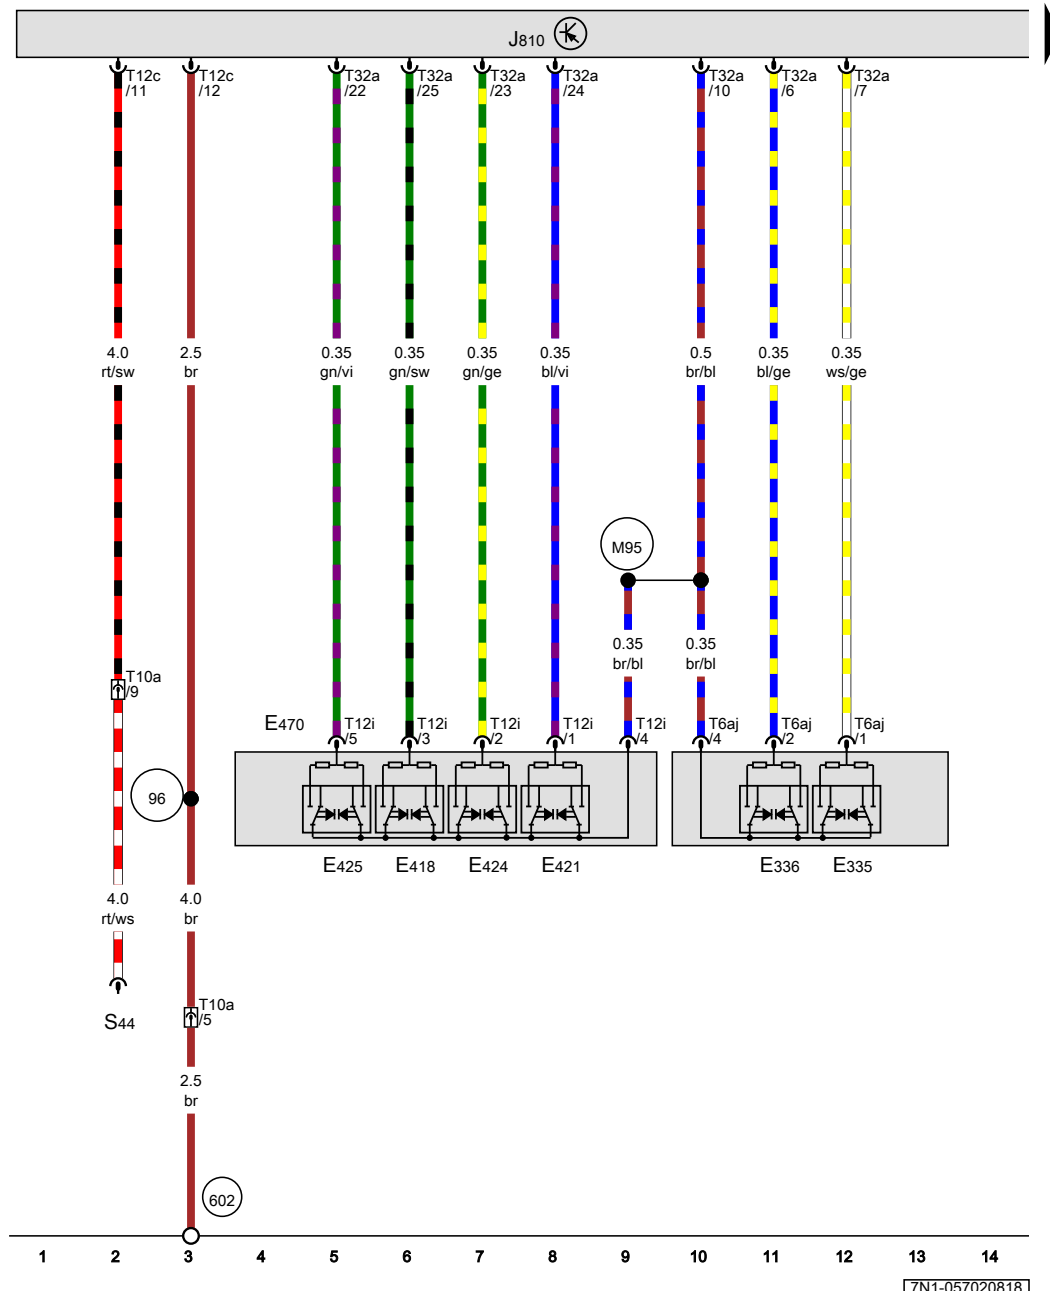 J810
T12c T12c T32a T32a T32a T32a T32a T32a T32a
/11 /12 /22 /25 /23 /24 /10 /6 /7
4.0 2.5 0.35 0.35 0.35 0.35 0.5 0.35 0.35
rt/sw br gn/vi gn/sw gn/ge bl/vi br/bl bl/ge ws/ge
M95
0.35 0.35
br/bl br/bl
T10a
/9
E470 T12i T12i T12i T12i T12i T6aj T6aj T6aj
/5 /3 /2 /1 /4 /4 /2 /1
96
E425 E418 E424 E421 E336 E335
4.0 4.0
rt/ws br
T10a
/5
S44
2.5
br
602
1 2 3 4 5 6 7 8 9 10 11 12 13 14
7N1-057020818